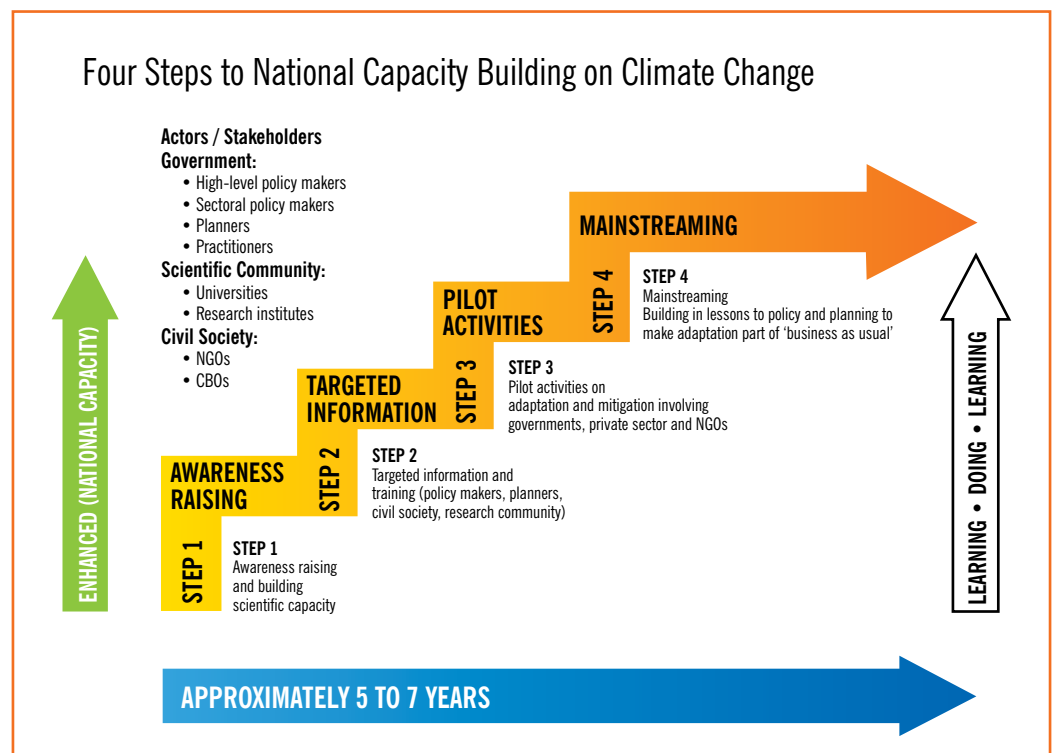 Four Steps to National Capacity Building on Climate Change
Actors / Stakeholders
Government:
• High-level policy makers
• Sectoral policy makers
• Planners
• Practitioners
Scientific Community:
• Universities
• Research institutes
Civil Society:
• NGOs
• CBOs
ENHANCED (NATIONAL CAPACITY)
AWARENESS
RAISING
STEP 1
STEP 1
Awareness raising
and building
scientific capacity
TARGETED
INFORMATION
STEP 2
STEP 2
Targeted information and
training (policy makers, planners,
civil society, research community)
PILOT
ACTIVITIES
STEP 3
STEP 3
Pilot activities on
adaptation and mitigation involving
governments, private sector and NGOs
MAINSTREAMING
STEP 4
STEP 4
Mainstreaming
Building in lessons to policy and planning to
make adaptation part of ‘business as usual’
LEARNING • DOING • LEARNING
APPROXIMATELY 5 TO 7 YEARS